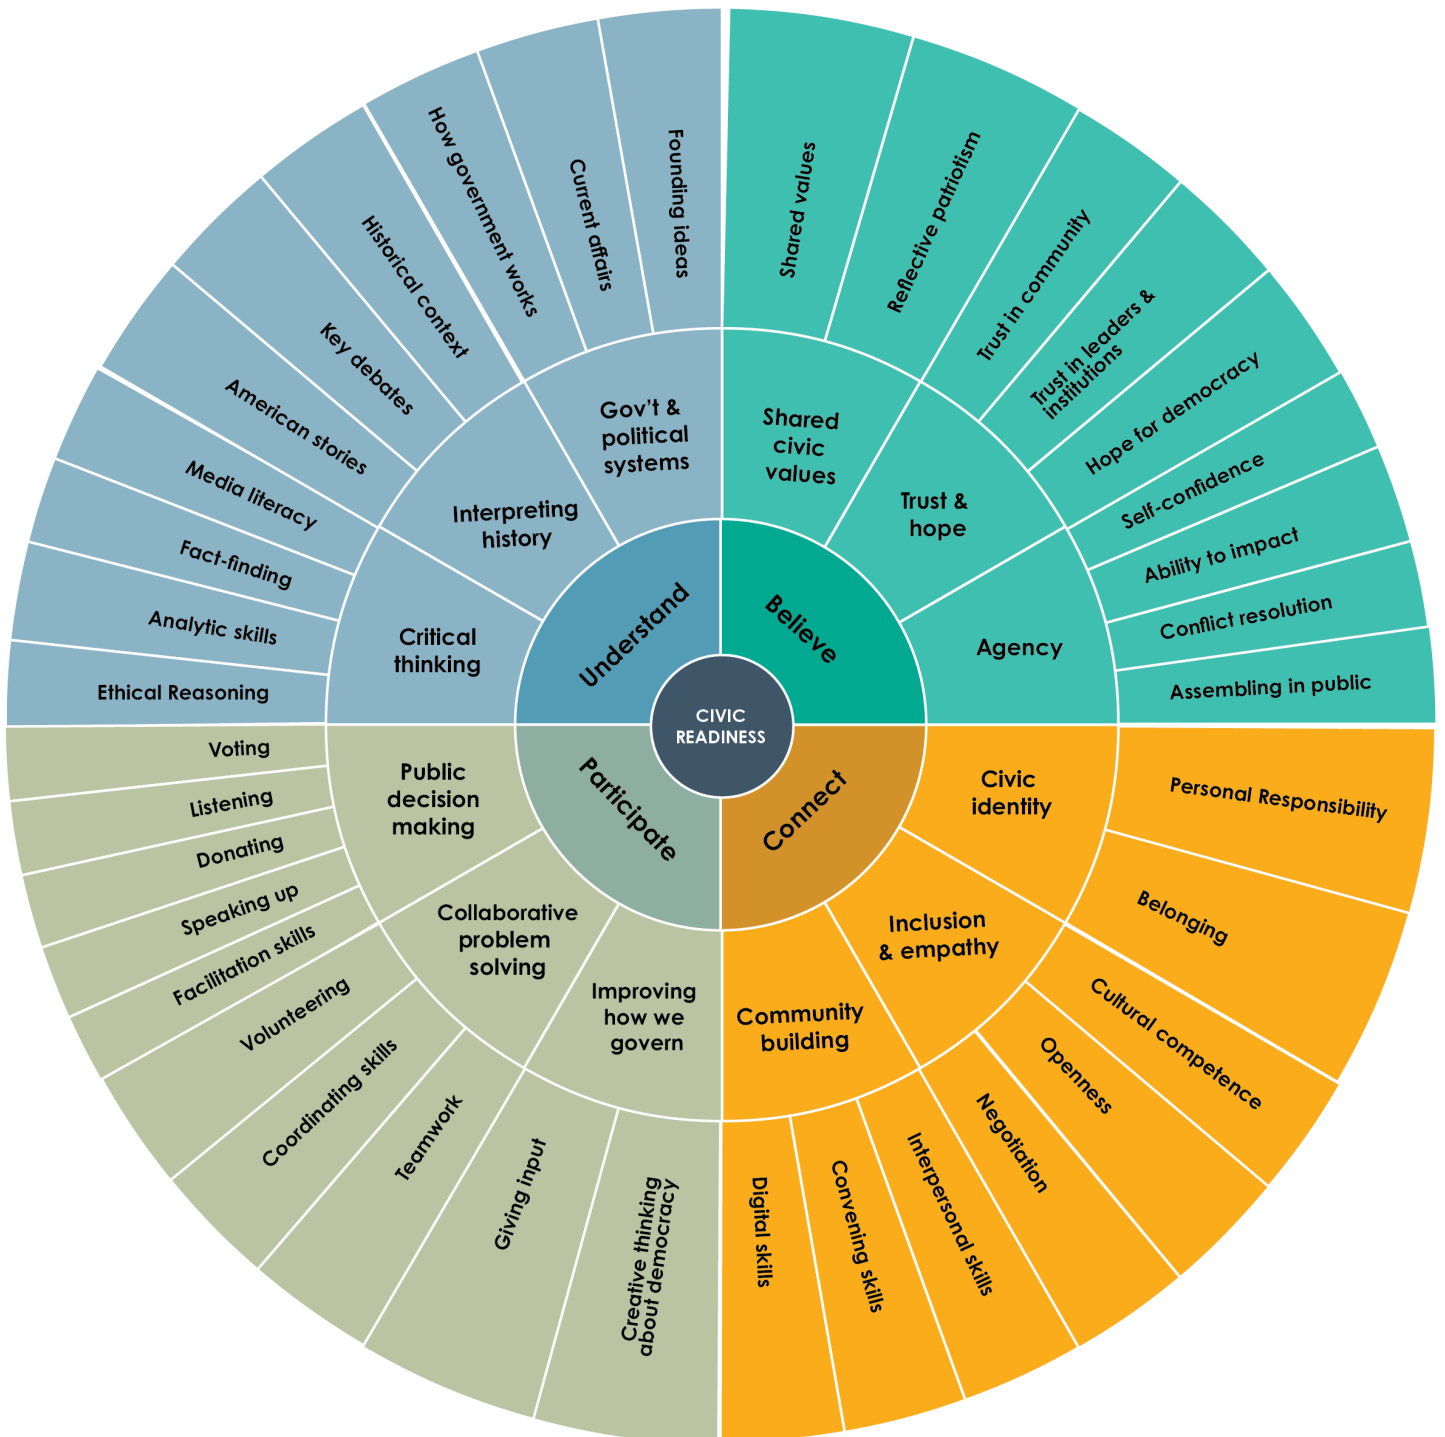 CIVIC
READINESS
Understand
Gov't &
political
systems
Founding ideas
Current affairs
How government works
Interpreting
history
Historical context
Key debates
American stories
Critical
thinking
Media literacy
Fact-finding
Analytic skills
Ethical Reasoning
Believe
Shared
civic
values
Shared values
Reflective patriotism
Trust &
hope
Trust in community
Trust in leaders &
institutions
Hope for democracy
Agency
Self-confidence
Ability to impact
Conflict resolution
Assembling in public
Connect
Civic
identity
Personal Responsibility
Belonging
Inclusion
& empathy
Cultural competence
Openness
Negotiation
Community
building
Interpersonal skills
Convening skills
Digital skills
Participate
Improving
how we
govern
Creative thinking
about democracy
Giving input
Collaborative
problem
solving
Teamwork
Coordinating skills
Volunteering
Public
decision
making
Facilitation skills
Speaking up
Donating
Listening
Voting